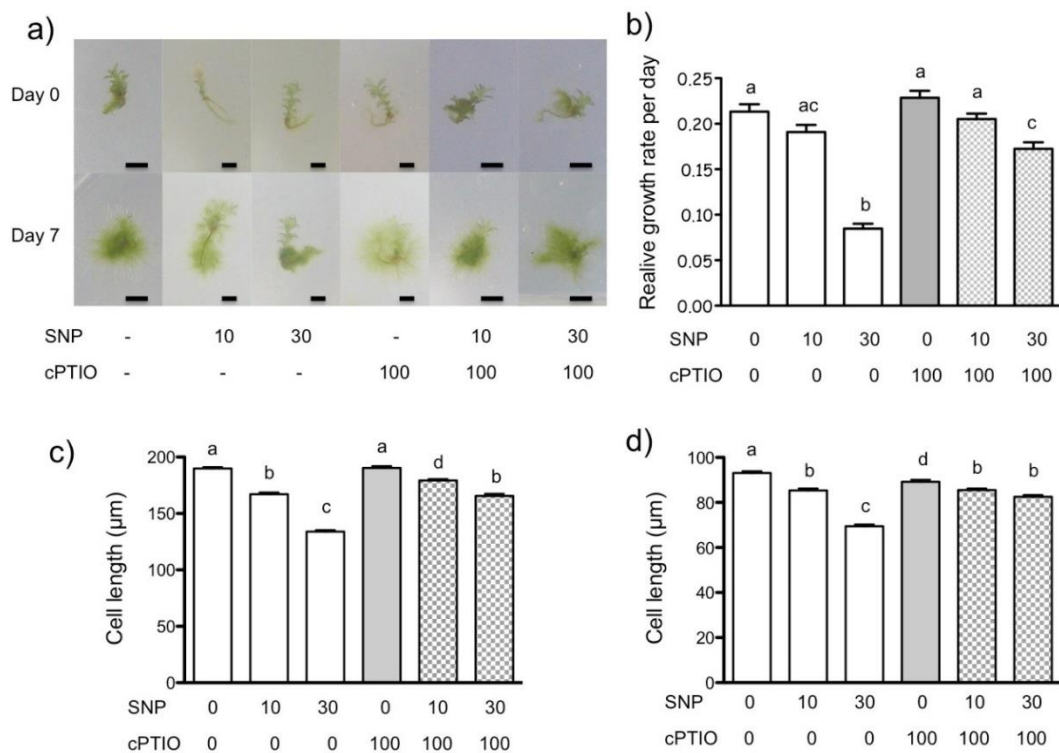 a)
Day 0
Day 7
SNP - 10 30 - 10 30
cPTIO - - - 100 100 100
b)
Realive growth rate per day
0.25
0.20
0.15
0.10
0.05
0.00
a ac b a a c
SNP 0 10 30 0 10 30
cPTIO 0 0 0 100 100 100
c)
Cell length (µm)
200
150
100
50
0
a b c a d b
SNP 0 10 30 0 10 30
cPTIO 0 0 0 100 100 100
d)
Cell length (µm)
100
80
60
40
20
0
a b c d b b
SNP 0 10 30 0 10 30
cPTIO 0 0 0 100 100 100